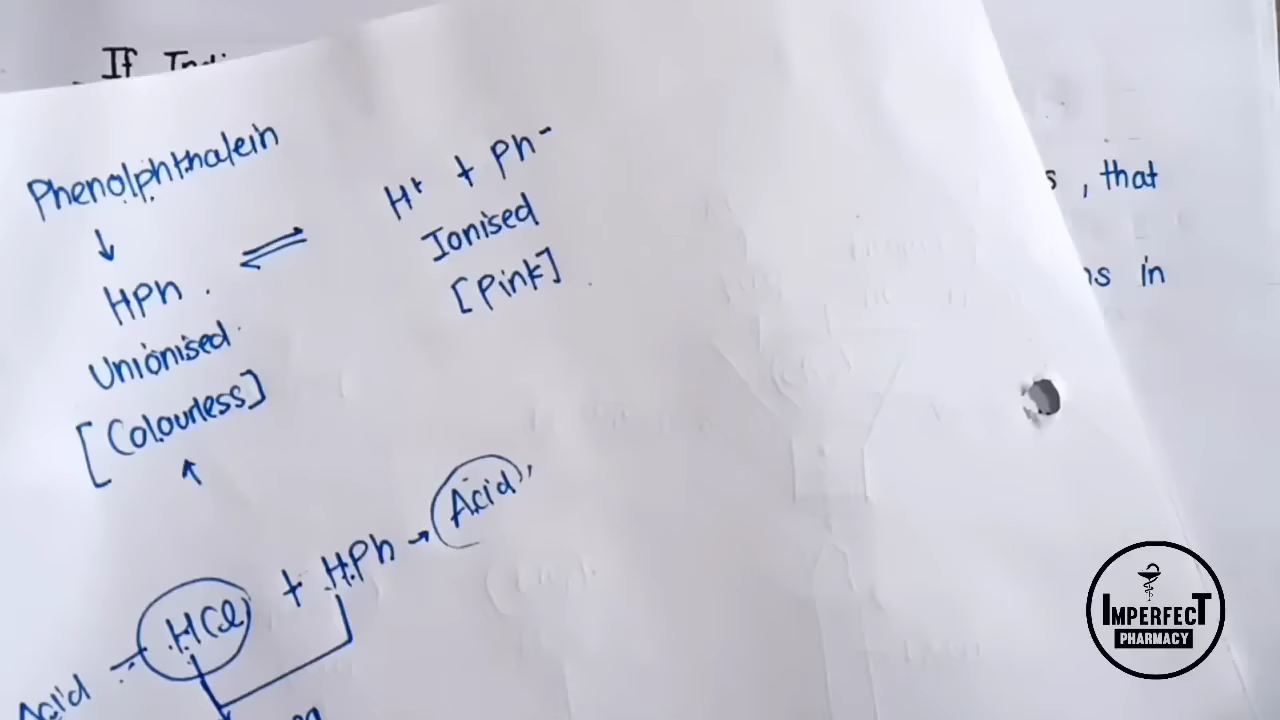 If
s , that
ns in
Phenolphthalein
↓
HPh ⇌ H⁺ + Ph⁻
Unionised Ionised
[Colourless] [Pink]
↑
Acid HCl + HPh → Acid
IMPERFECT
PHARMACY